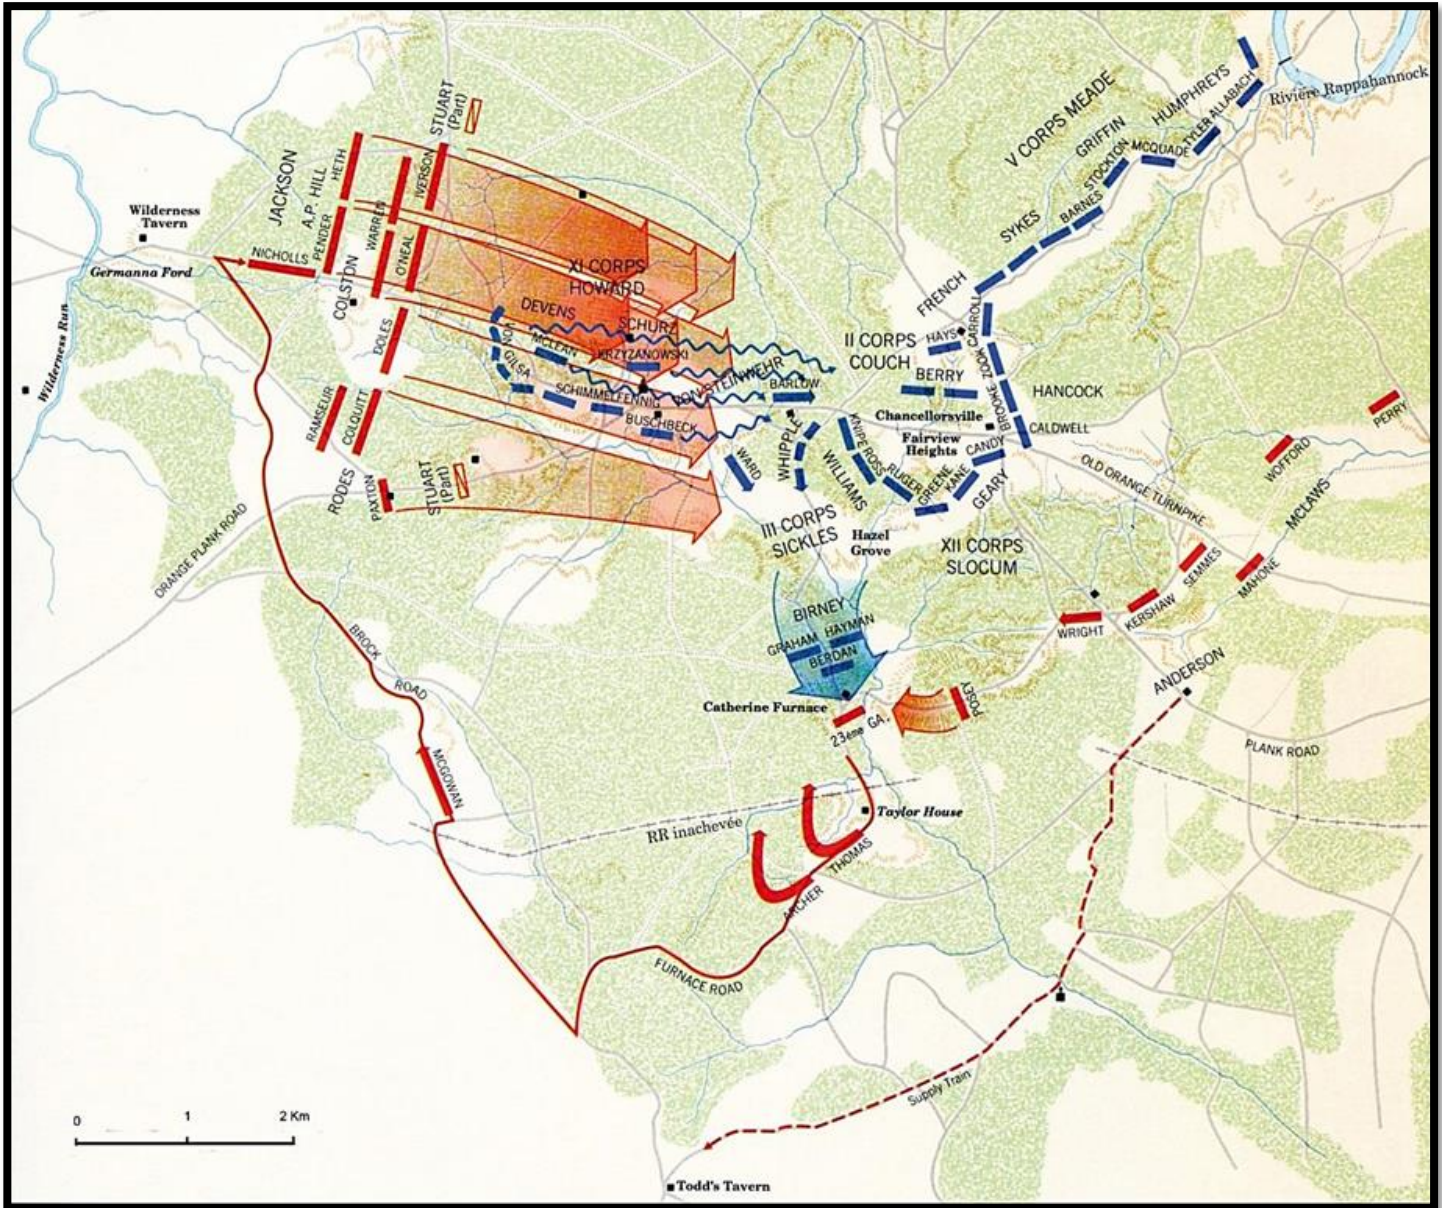 STUART
(Part)
HUMPHREYS
Rivière Rappahannock
V CORPS MEADE
ALLABACH
TYLER
GRIFFIN
MCQUADE
STOCKTON
JACKSON
A.P. HILL
HETH
IVERSON
BARNES
SYKES
Wilderness
Tavern
PENDER
WARREN
NICHOLLS
O'NEAL
Germanna Ford
XI CORPS
HOWARD
COLSTON
FRENCH
DEVENS
SCHURZ
CARROLL
HAYS
II CORPS
COUCH
VON
GILSA
MCLEAN
KRZYZANOWSKI
DOLES
ZOOK
Wilderness Run
VON STEINWEHR
BARLOW
BERRY
HANCOCK
SCHIMMELFENNIG
BROOKE
Chancellorsville
PERRY
RAMSEUR
COLQUITT
BUSCHBECK
KNIPE
CALDWELL
Fairview
Heights
CANDY
WHIPPLE
ROSS
WOFFORD
WARD
WILLIAMS
RUGER
GREENE
KANE
GEARY
OLD ORANGE TURNPIKE
STUART
(Part)
RODES
PAXTON
MCLAWS
III CORPS
SICKLES
Hazel
Grove
XII CORPS
SLOCUM
ORANGE PLANK ROAD
SEMMES
MAHONE
KERSHAW
BIRNEY
GRAHAM
HAYMAN
BERDAN
WRIGHT
BROCK
ROAD
ANDERSON
Catherine Furnace
POSEY
23ème GA.
PLANK ROAD
MCGOWAN
RR inachevée
Taylor House
THOMAS
ARCHER
FURNACE ROAD
Supply Train
0 1 2 Km
Todd's Tavern